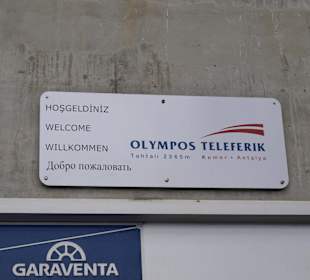 HOŞGELDİNİZ
WELCOME
WILLKOMMEN
Добро пожаловать
OLYMPOS TELEFERIK
Tahtalı 2365m Kemer • Antalya
GARAVENTA